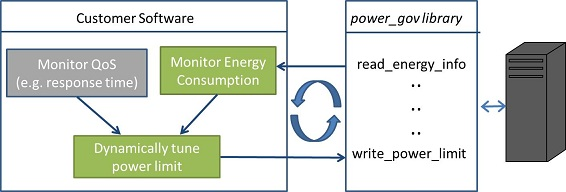 Customer Software
Monitor QoS
(e.g. response time)
Monitor Energy
Consumption
Dynamically tune
power limit
power_gov library
read_energy_info
..
..
..
write_power_limit